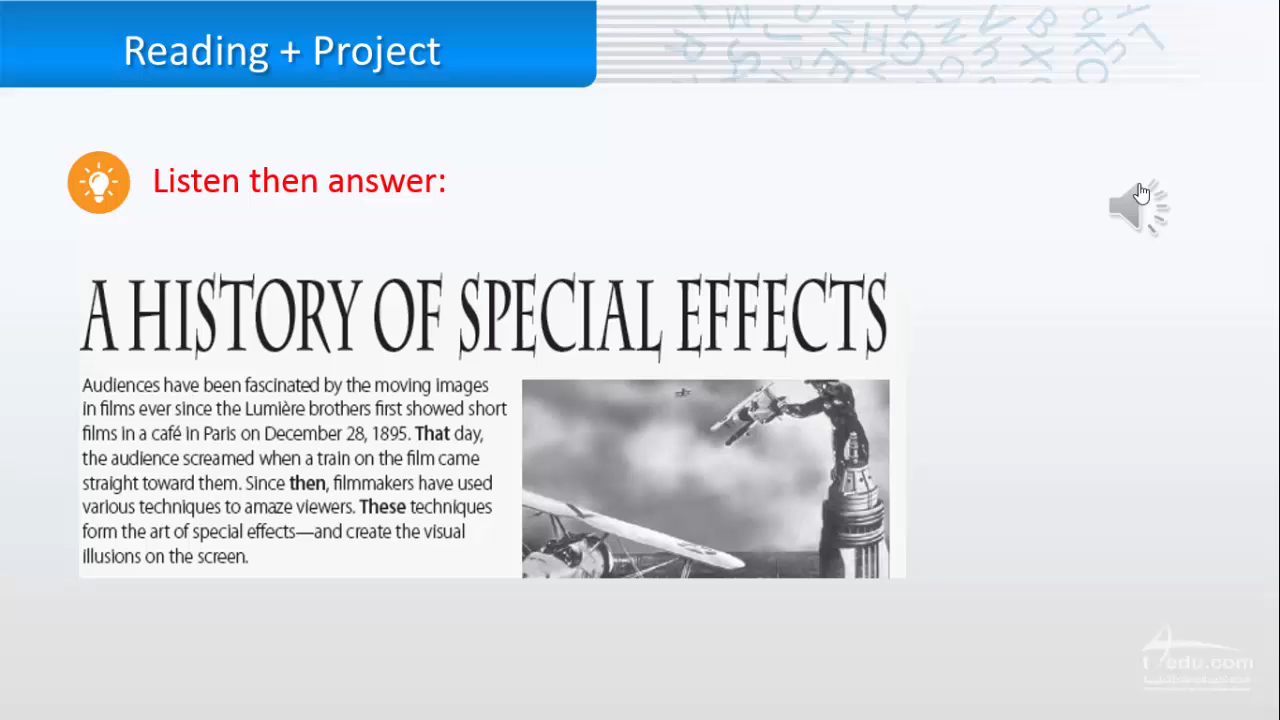 Reading + Project
Listen then answer:
A HISTORY OF SPECIAL EFFECTS
Audiences have been fascinated by the moving images
in films ever since the Lumière brothers first showed short
films in a café in Paris on December 28, 1895. That day,
the audience screamed when a train on the film came
straight toward them. Since then, filmmakers have used
various techniques to amaze viewers. These techniques
form the art of special effects—and create the visual
illusions on the screen.